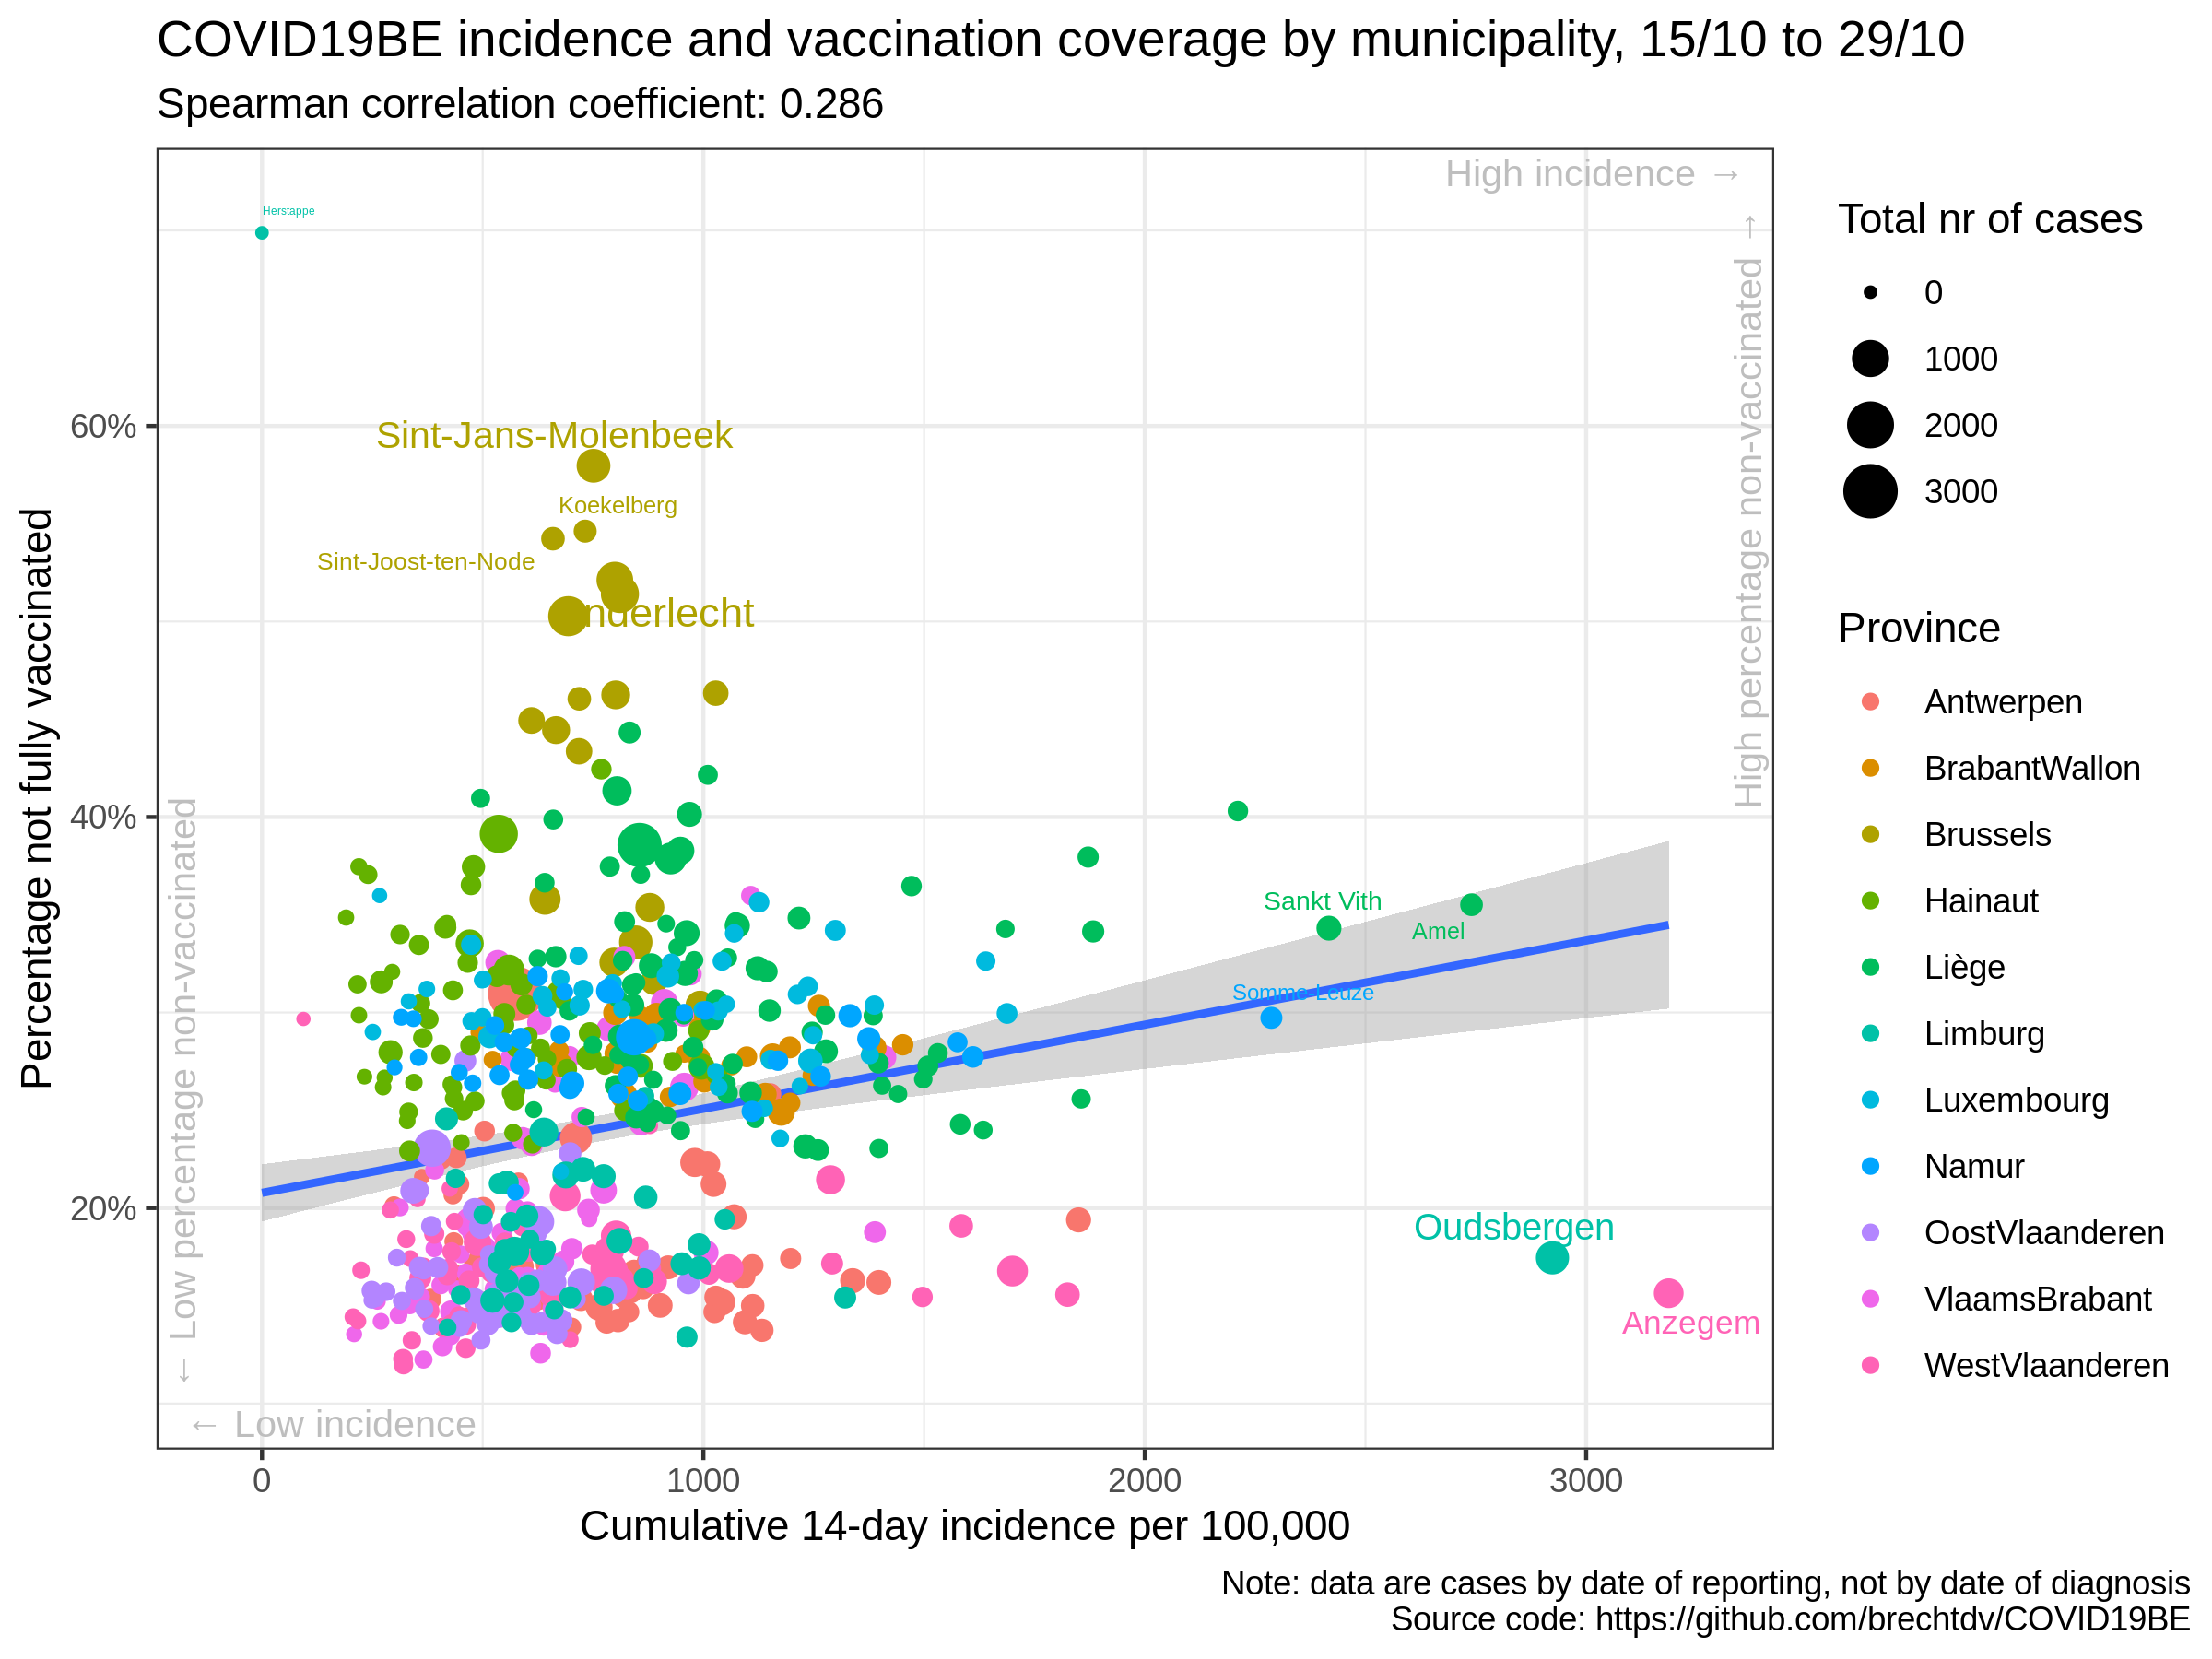 COVID19BE incidence and vaccination coverage by municipality, 15/10 to 29/10
Spearman correlation coefficient: 0.286
High incidence →
High percentage non-vaccinated →
← Low percentage non-vaccinated
← Low incidence
Percentage not fully vaccinated
60%
40%
20%
0
1000
2000
3000
Cumulative 14-day incidence per 100,000
Herstappe
Sint-Jans-Molenbeek
Koekelberg
Sint-Joost-ten-Node
nderlecht
Sankt Vith
Amel
Somme-Leuze
Oudsbergen
Anzegem
Total nr of cases
0
1000
2000
3000
Province
Antwerpen
BrabantWallon
Brussels
Hainaut
Liège
Limburg
Luxembourg
Namur
OostVlaanderen
VlaamsBrabant
WestVlaanderen
Note: data are cases by date of reporting, not by date of diagnosis
Source code: https://github.com/brechtdv/COVID19BE